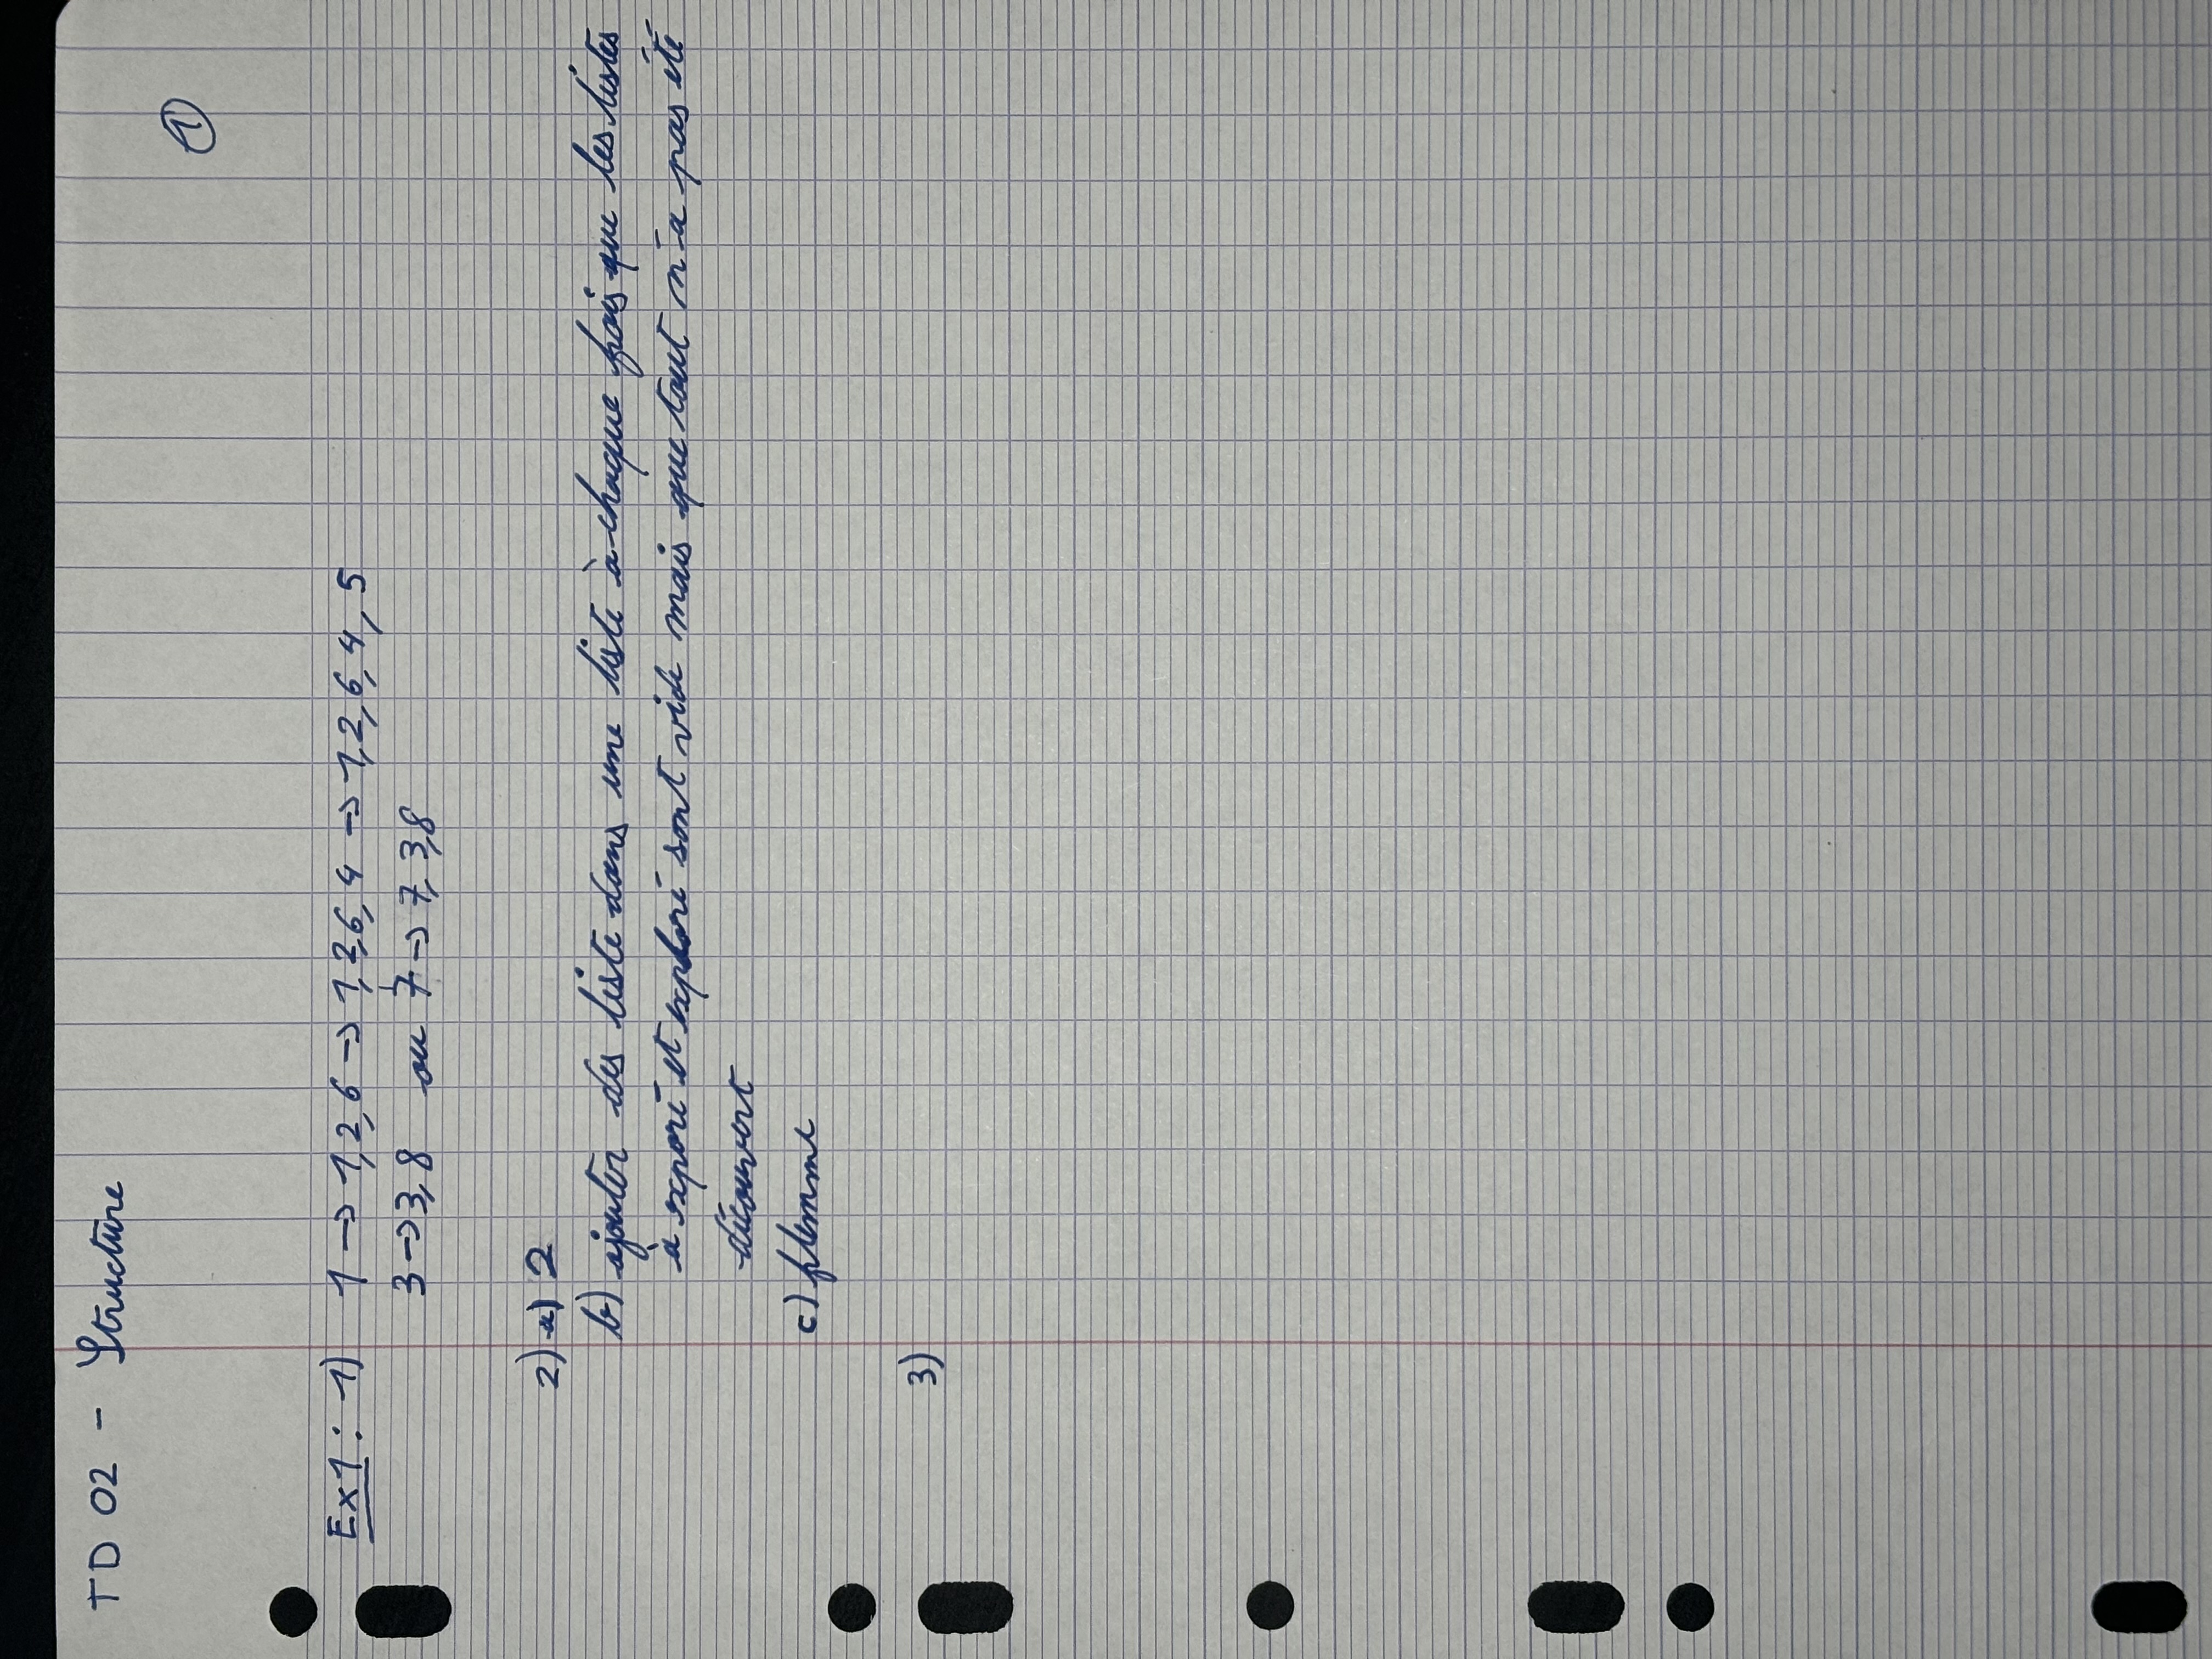 TD 02 - Structure
①
Ex1 : 1) 1 → 1,2,6 → 1,2,6,4 → 1,2,6,4,5
3 → 3,8 ou 7 → 7,3,8
2) a) 2
b) ajouter des liste dans une liste à chaque fois que les listes
à exporé et exploré sont vide mais que tout n'a pas été
découvert
c) flemme
3)